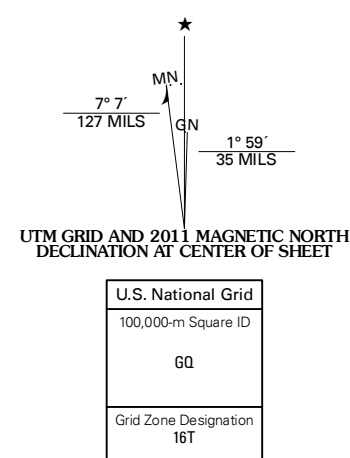 ★
MN.
7° 7´
127 MILS
GN
1° 59´
35 MILS
UTM GRID AND 2011 MAGNETIC NORTH
DECLINATION AT CENTER OF SHEET
U.S. National Grid
100,000-m Square ID
GQ
Grid Zone Designation
16T